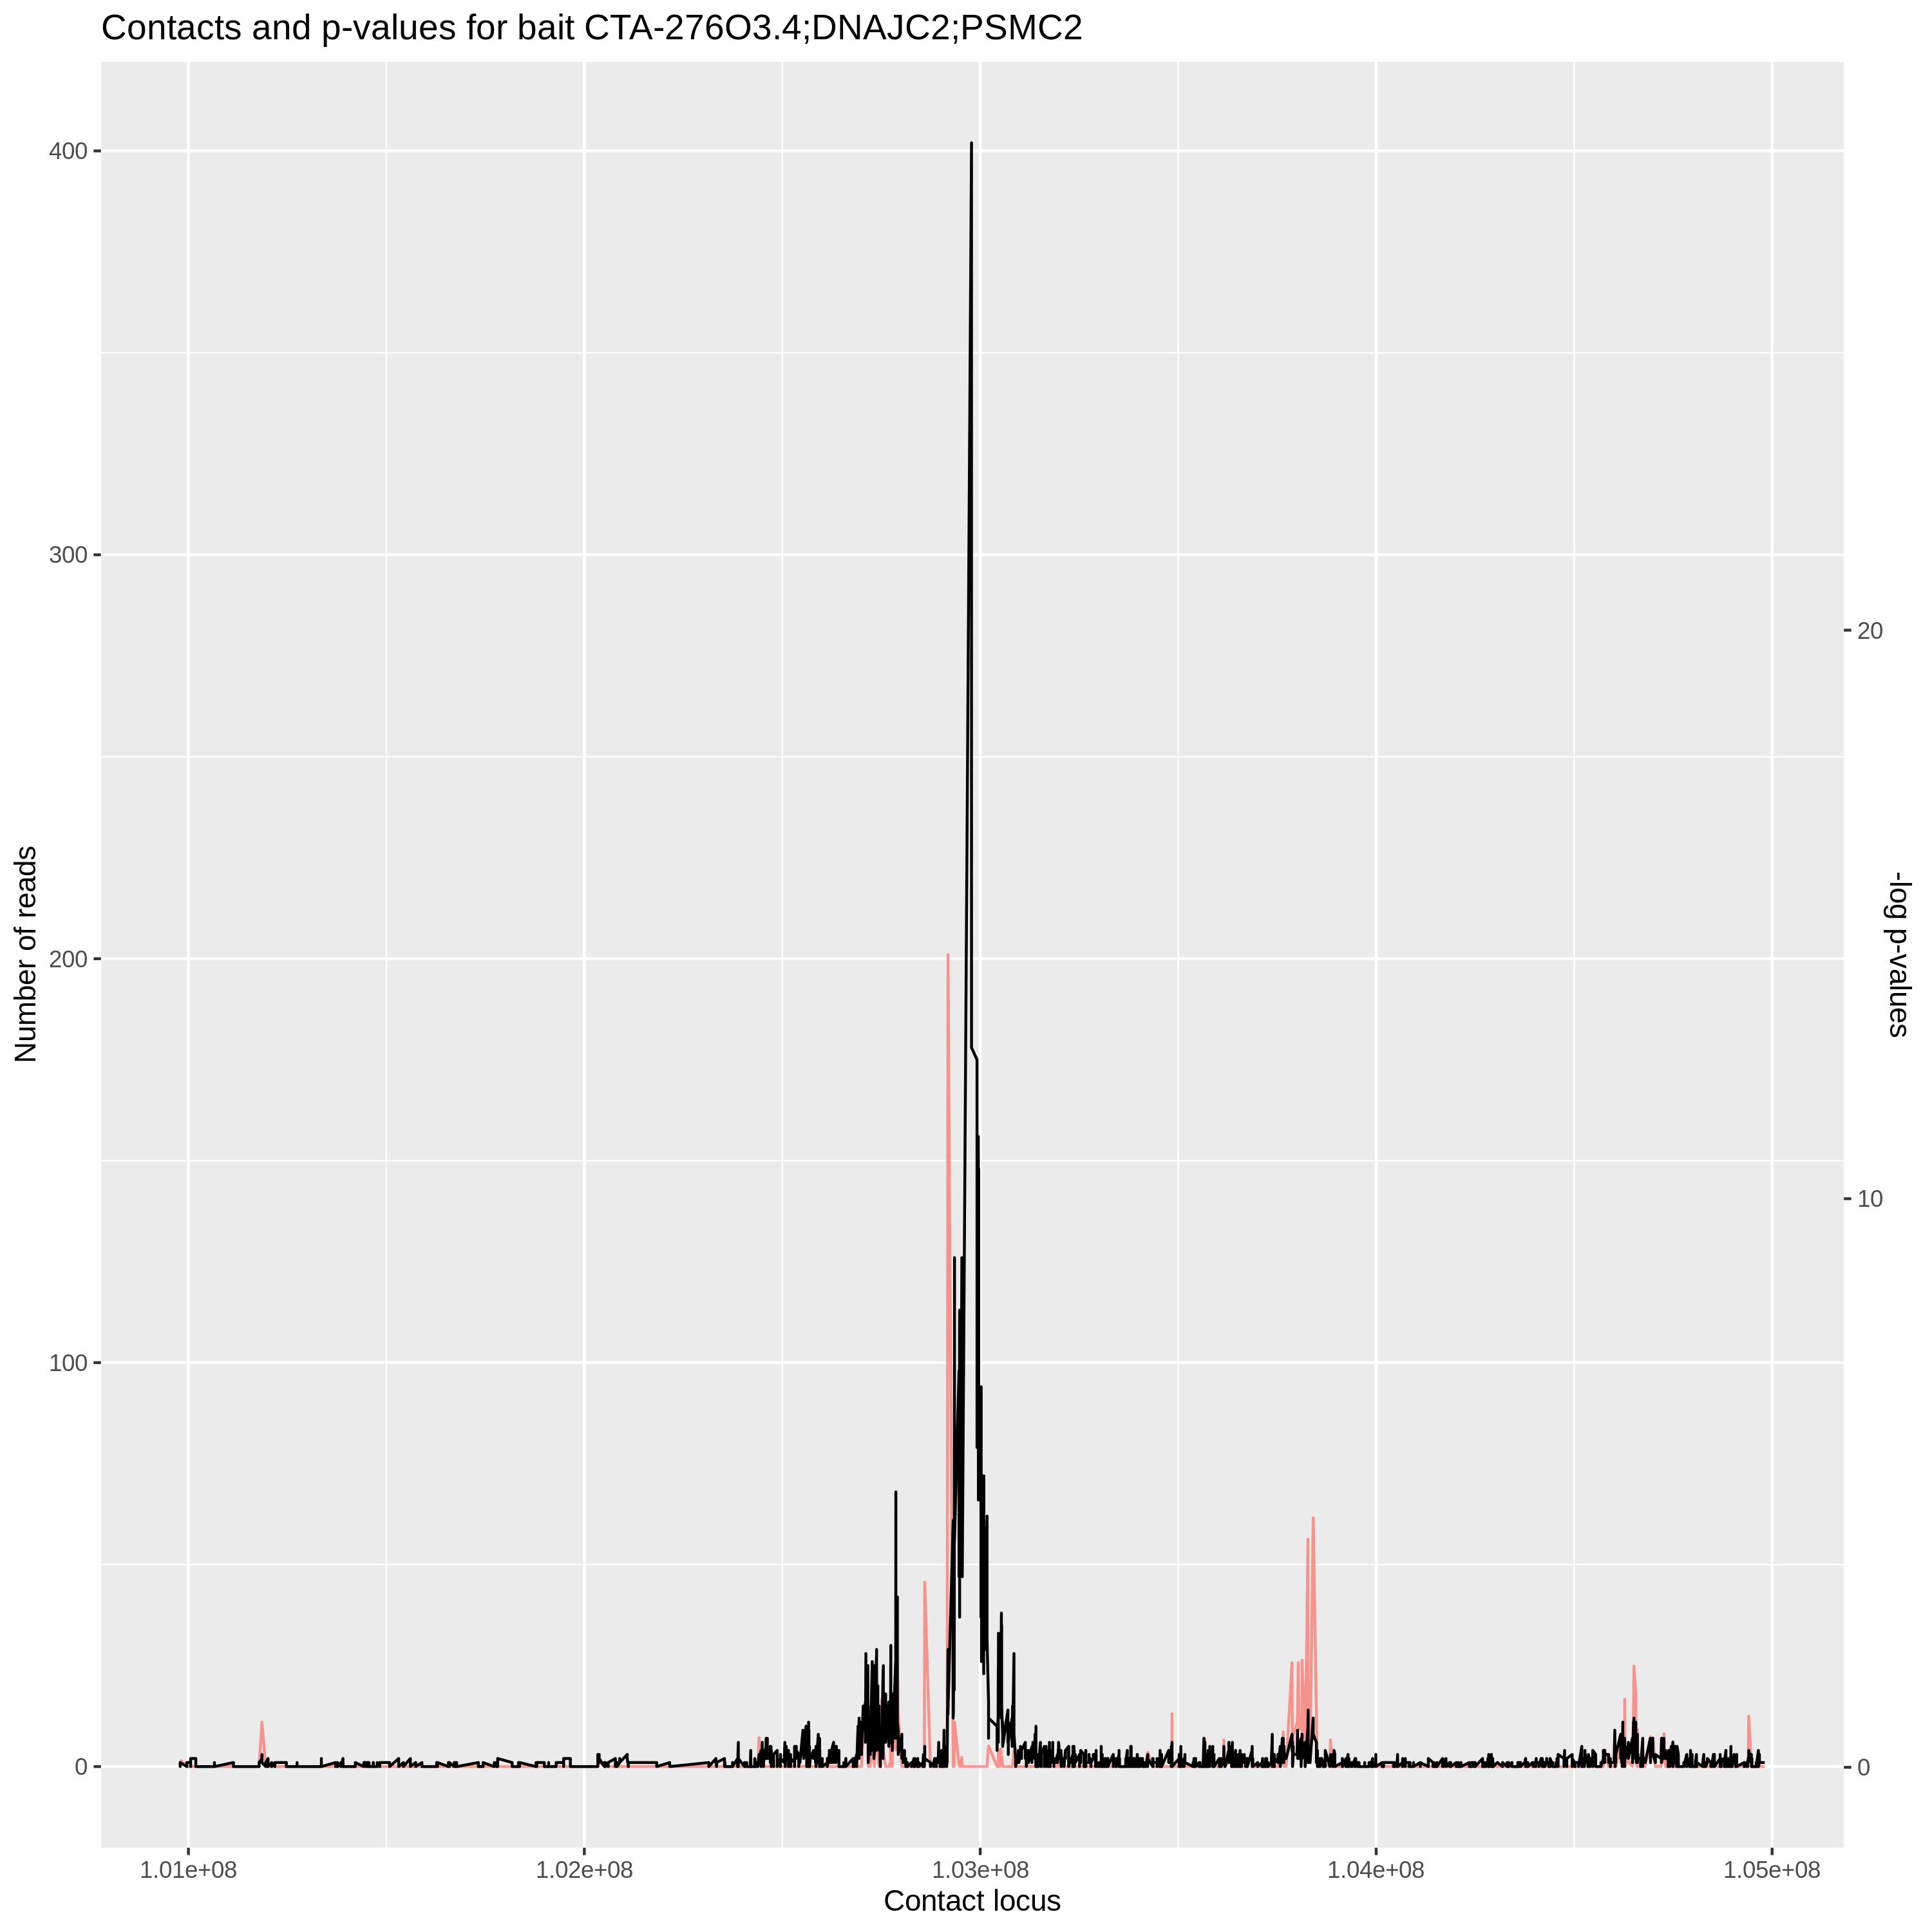 Contacts and p-values for bait CTA-276O3.4;DNAJC2;PSMC2
400
300
200
100
0
Number of reads
20
10
0
-log p-values
1.01e+08 1.02e+08 1.03e+08 1.04e+08 1.05e+08
Contact locus